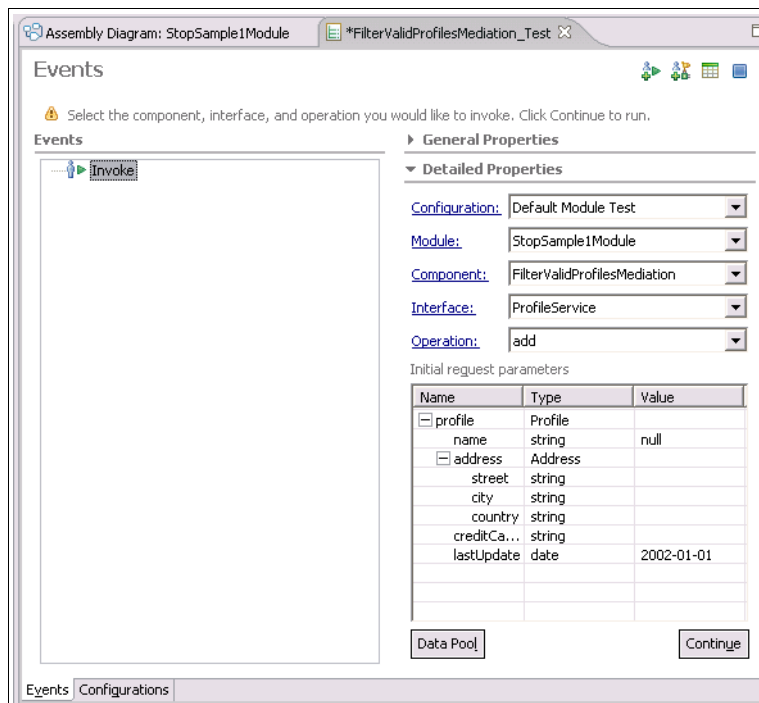 Assembly Diagram: StopSample1Module
*FilterValidProfilesMediation_Test
Events
Select the component, interface, and operation you would like to invoke. Click Continue to run.
Events
Invoke
General Properties
Detailed Properties
Configuration: Default Module Test
Module: StopSample1Module
Component: FilterValidProfilesMediation
Interface: ProfileService
Operation: add
Initial request parameters
Name Type Value
profile Profile
name string null
address Address
street string
city string
country string
creditCa... string
lastUpdate date 2002-01-01
Data Pool
Continue
Events Configurations